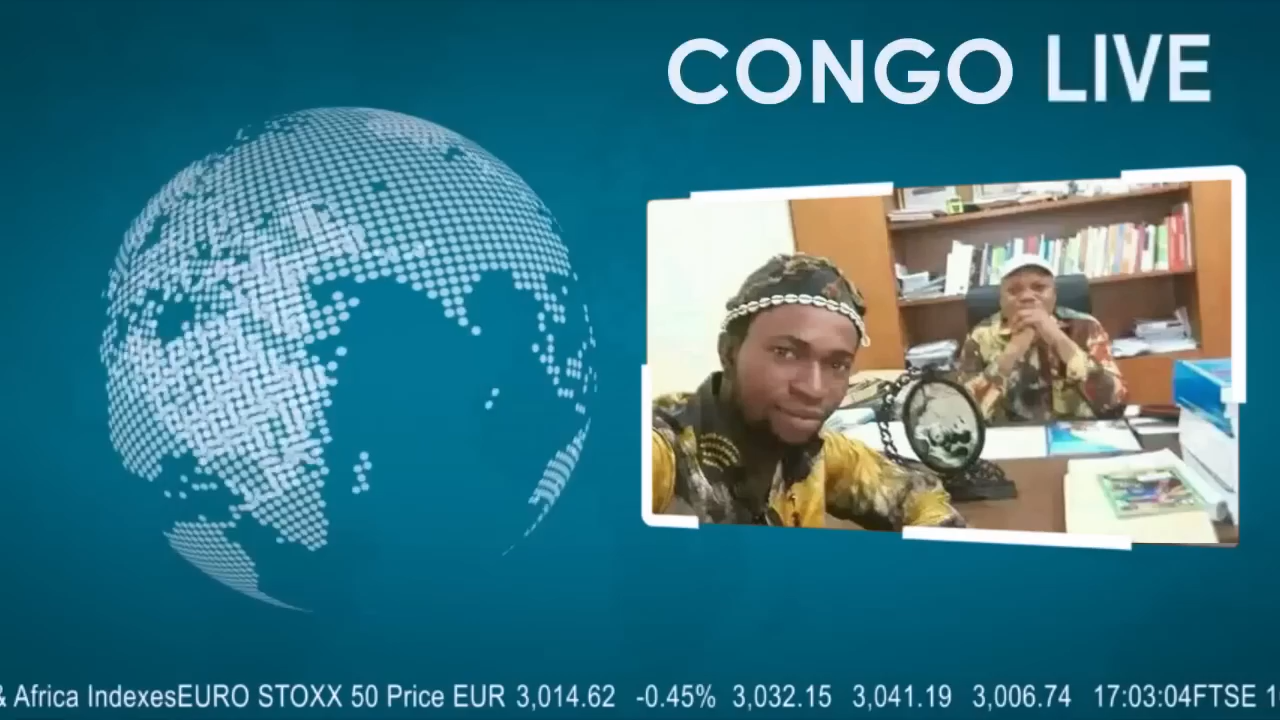 CONGO LIVE
& Africa IndexesEURO STOXX 50 Price EUR 3,014.62 -0.45% 3,032.15 3,041.19 3,006.74 17:03:04FTSE 1